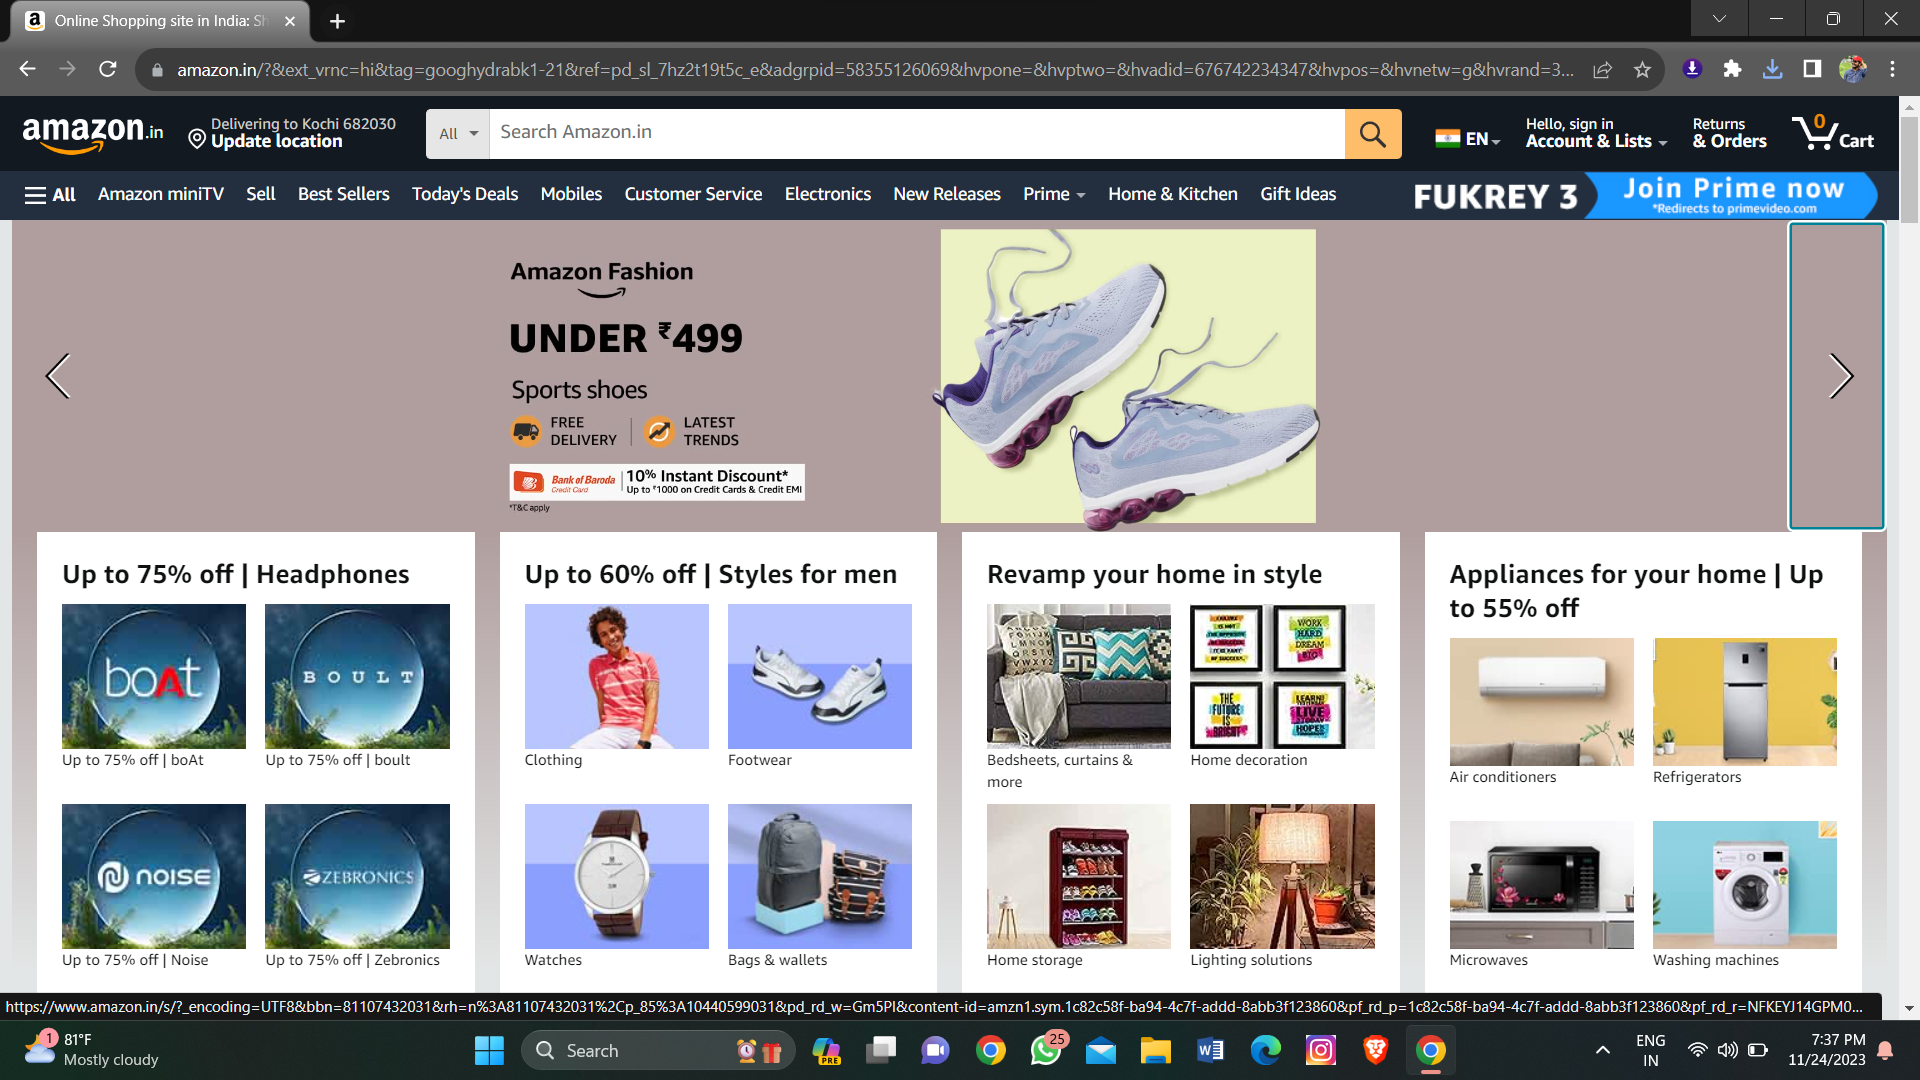 Online Shopping site in India: Sh
amazon.in/?&ext_vrnc=hi&tag=googhydrabk1-21&ref=pd_sl_7hz2t19t5c_e&adgrpid=58355126069&hvpone=&hvptwo=&hvadid=676742234347&hvpos=&hvnetw=g&hvrand=3...
amazon.in
Delivering to Kochi 682030
Update location
All
Search Amazon.in
EN
Hello, sign in
Account & Lists
Returns
& Orders
0
Cart
All
Amazon miniTV
Sell
Best Sellers
Today's Deals
Mobiles
Customer Service
Electronics
New Releases
Prime
Home & Kitchen
Gift Ideas
FUKREY 3
Join Prime now
*Redirects to primevideo.com
Amazon Fashion
UNDER ₹499
Sports shoes
FREE
DELIVERY
LATEST
TRENDS
Bank of Baroda
Credit Card
10% Instant Discount*
Up to ₹1000 on Credit Cards & Credit EMI
*T&C apply
Up to 75% off | Headphones
boAt
BOULT
Up to 75% off | boAt
Up to 75% off | boult
noise
ZEBRONICS
Up to 75% off | Noise
Up to 75% off | Zebronics
Up to 60% off | Styles for men
Clothing
Footwear
Watches
Bags & wallets
Revamp your home in style
WORK
HARD
DREAM
BIG
THE
FUTURE
IS
BRIGHT
Bedsheets, curtains &
more
Home decoration
Home storage
Lighting solutions
Appliances for your home | Up
to 55% off
Air conditioners
Refrigerators
Microwaves
Washing machines
https://www.amazon.in/s/?_encoding=UTF8&bbn=81107432031&rh=n%3A81107432031%2Cp_85%3A10440599031&pd_rd_w=Gm5PI&content-id=amzn1.sym.1c82c58f-ba94-4c7f-addd-8abb3f123860&pf_rd_p=1c82c58f-ba94-4c7f-addd-8abb3f123860&pf_rd_r=NFKEYJ14GPM0...
1
81°F
Mostly cloudy
Search
PRE
25
ENG
IN
7:37 PM
11/24/2023